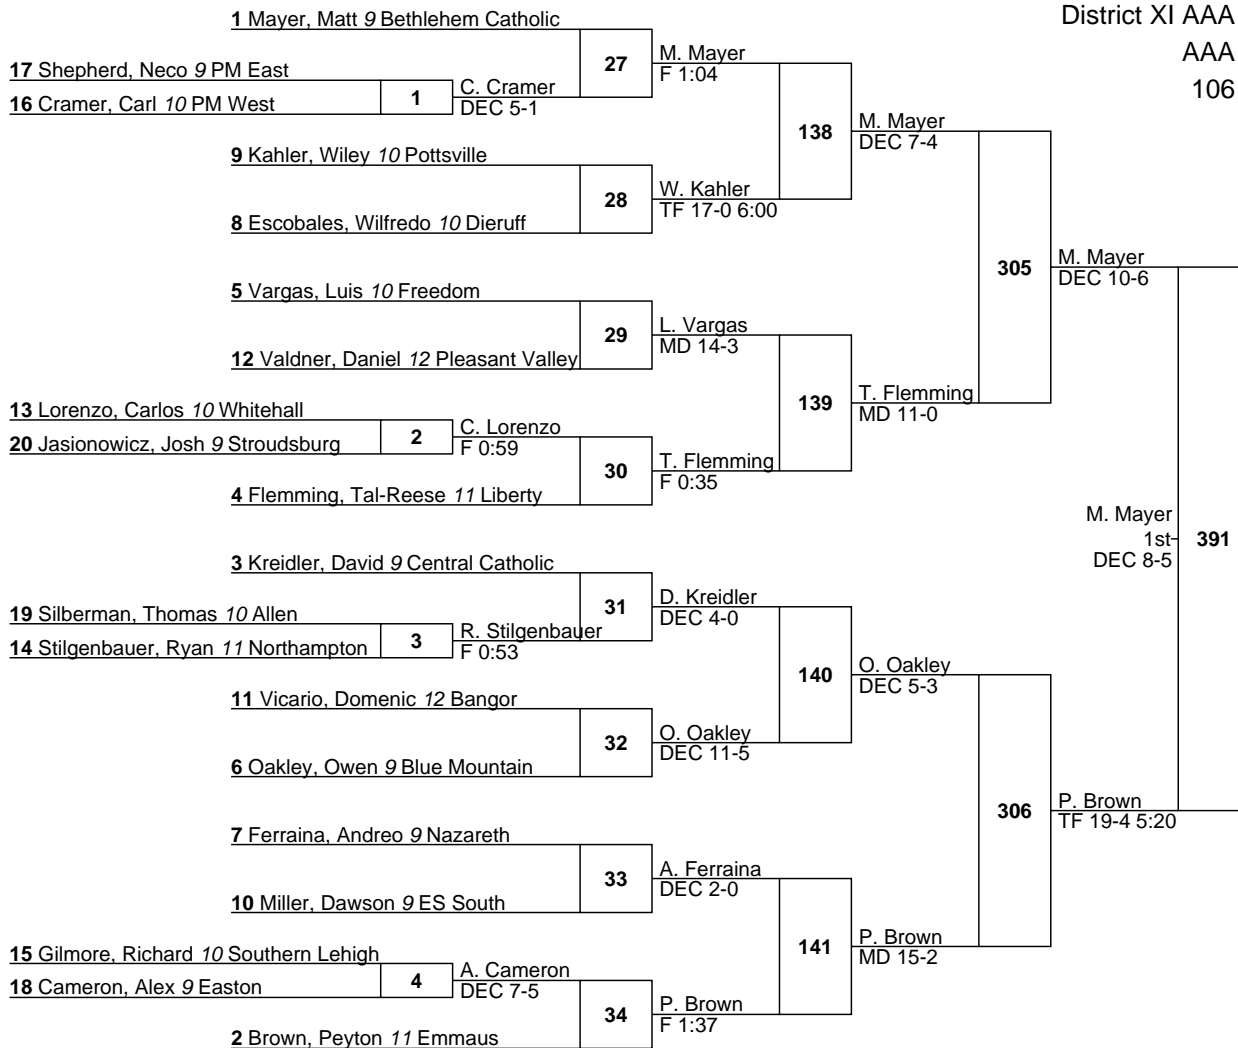 District XI AAA
AAA
106
1 Mayer, Matt 9 Bethlehem Catholic
17 Shepherd, Neco 9 PM East
16 Cramer, Carl 10 PM West
1
C. Cramer
DEC 5-1
27
M. Mayer
F 1:04
9 Kahler, Wiley 10 Pottsville
8 Escobales, Wilfredo 10 Dieruff
28
W. Kahler
TF 17-0 6:00
138
M. Mayer
DEC 7-4
5 Vargas, Luis 10 Freedom
12 Valdner, Daniel 12 Pleasant Valley
29
L. Vargas
MD 14-3
13 Lorenzo, Carlos 10 Whitehall
20 Jasionowicz, Josh 9 Stroudsburg
2
C. Lorenzo
F 0:59
4 Flemming, Tal-Reese 11 Liberty
30
T. Flemming
F 0:35
139
T. Flemming
MD 11-0
305
M. Mayer
DEC 10-6
3 Kreidler, David 9 Central Catholic
19 Silberman, Thomas 10 Allen
14 Stilgenbauer, Ryan 11 Northampton
3
R. Stilgenbauer
F 0:53
31
D. Kreidler
DEC 4-0
11 Vicario, Domenic 12 Bangor
6 Oakley, Owen 9 Blue Mountain
32
O. Oakley
DEC 11-5
140
O. Oakley
DEC 5-3
7 Ferraina, Andreo 9 Nazareth
10 Miller, Dawson 9 ES South
33
A. Ferraina
DEC 2-0
15 Gilmore, Richard 10 Southern Lehigh
18 Cameron, Alex 9 Easton
4
A. Cameron
DEC 7-5
2 Brown, Peyton 11 Emmaus
34
P. Brown
F 1:37
141
P. Brown
MD 15-2
306
P. Brown
TF 19-4 5:20
M. Mayer
1st
DEC 8-5
391